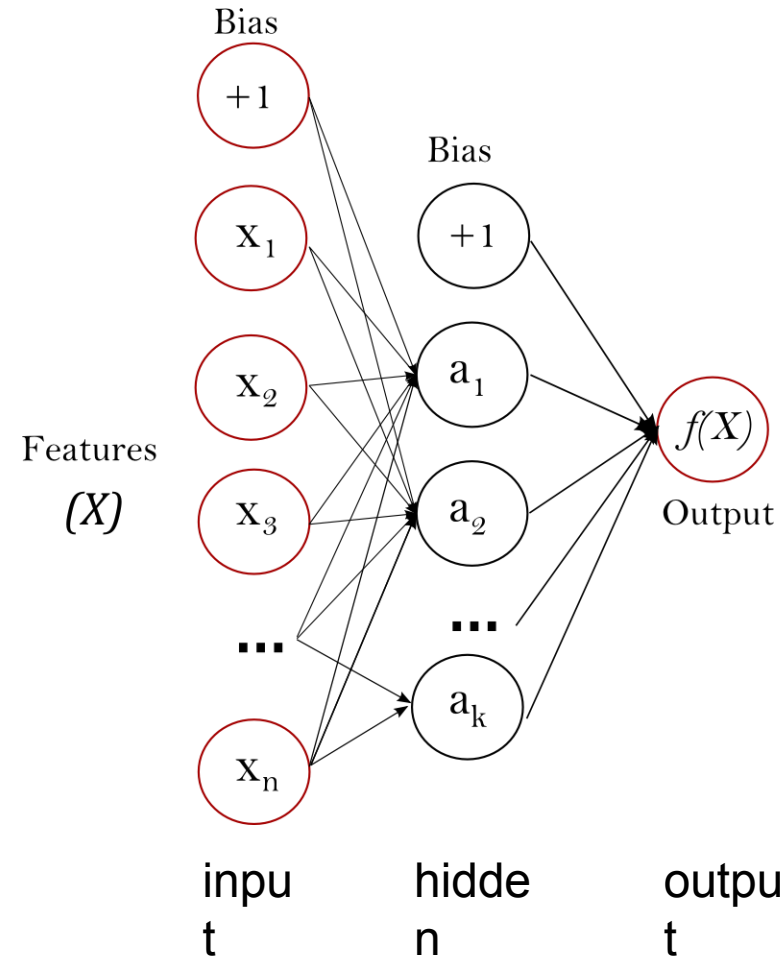 Bias
+1
x₁
x₂
x₃
...
xₙ
Features
(X)
Bias
+1
a₁
a₂
...
aₖ
f(X)
Output
inpu
t
hidde
n
outpu
t